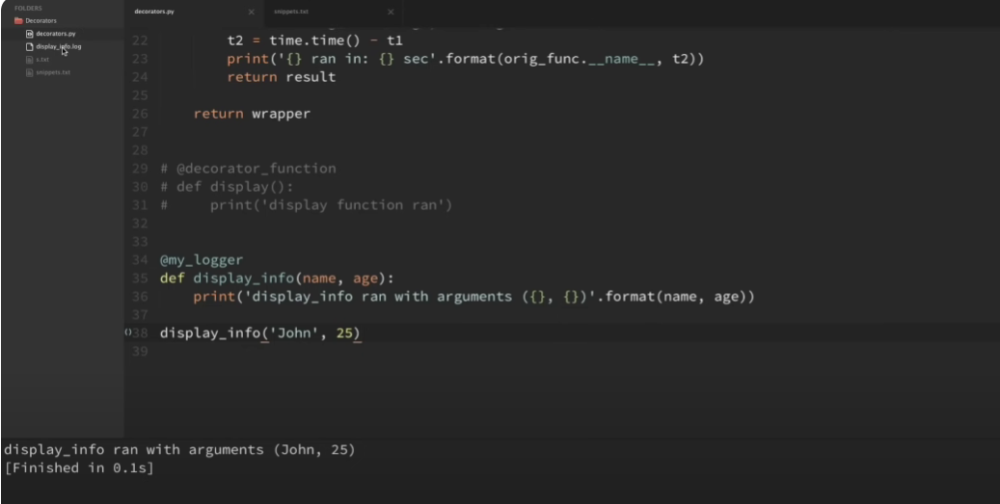 FOLDERS
Decorators
decorators.py
display_info.log
s.txt
snippets.txt
decorators.py
snippets.txt
22 t2 = time.time() - t1
23 print('{} ran in: {} sec'.format(orig_func.__name__, t2))
24 return result
25
26 return wrapper
27
28
29 # @decorator_function
30 # def display():
31 #     print('display function ran')
32
33
34 @my_logger
35 def display_info(name, age):
36 print('display_info ran with arguments ({}, {})'.format(name, age))
37
38 display_info('John', 25)
39
display_info ran with arguments (John, 25)
[Finished in 0.1s]